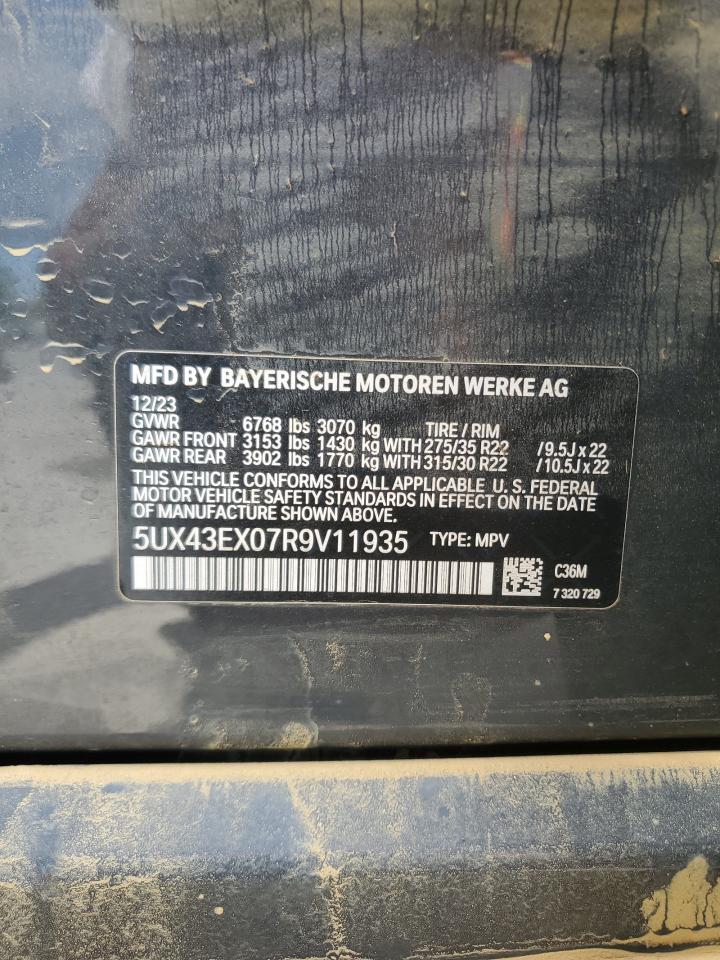 MFD BY BAYERISCHE MOTOREN WERKE AG
12/23
GVWR 6768 lbs 3070 kg TIRE / RIM
GAWR FRONT 3153 lbs 1430 kg WITH 275/35 R22 / 9.5J x 22
GAWR REAR 3902 lbs 1770 kg WITH 315/30 R22 / 10.5J x 22
THIS VEHICLE CONFORMS TO ALL APPLICABLE U. S. FEDERAL
MOTOR VEHICLE SAFETY STANDARDS IN EFFECT ON THE DATE
OF MANUFACTURE SHOWN ABOVE.
5UX43EX07R9V11935 TYPE: MPV
C36M
7 320 729